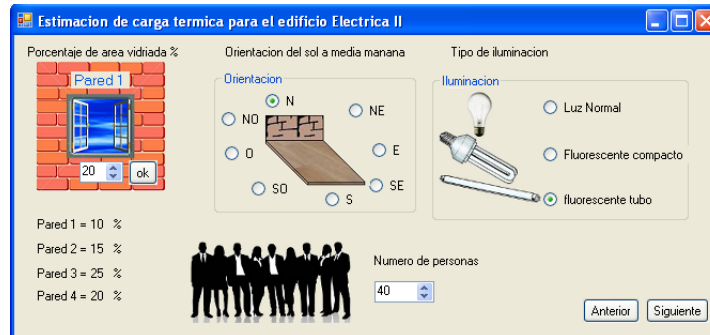 Estimacion de carga termica para el edificio Electrica II
Porcentaje de area vidriada %
Orientacion del sol a media manana
Tipo de iluminacion
Pared 1
20
ok
Orientacion
N
NO
NE
O
E
SO
SE
S
Iluminacion
Luz Normal
Fluorescente compacto
fluorescente tubo
Pared 1 = 10 %
Pared 2 = 15 %
Pared 3 = 25 %
Pared 4 = 20 %
Numero de personas
40
Anterior
Siguiente